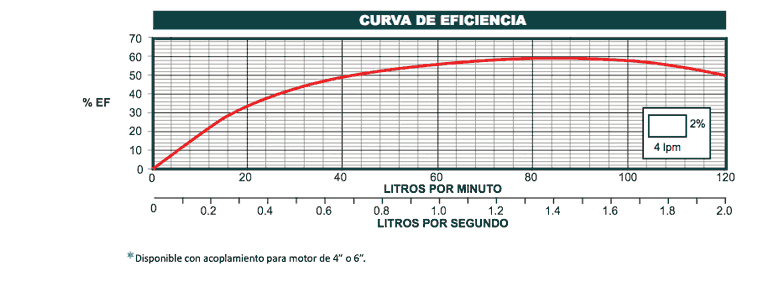 CURVA DE EFICIENCIA
70
60
50
40
30
20
10
0
% EF
2%
4 lpm
0 20 40 60 80 100 120
LITROS POR MINUTO
0 0.2 0.4 0.6 0.8 1.0 1.2 1.4 1.6 1.8 2.0
LITROS POR SEGUNDO
*Disponible con acoplamiento para motor de 4” o 6”.